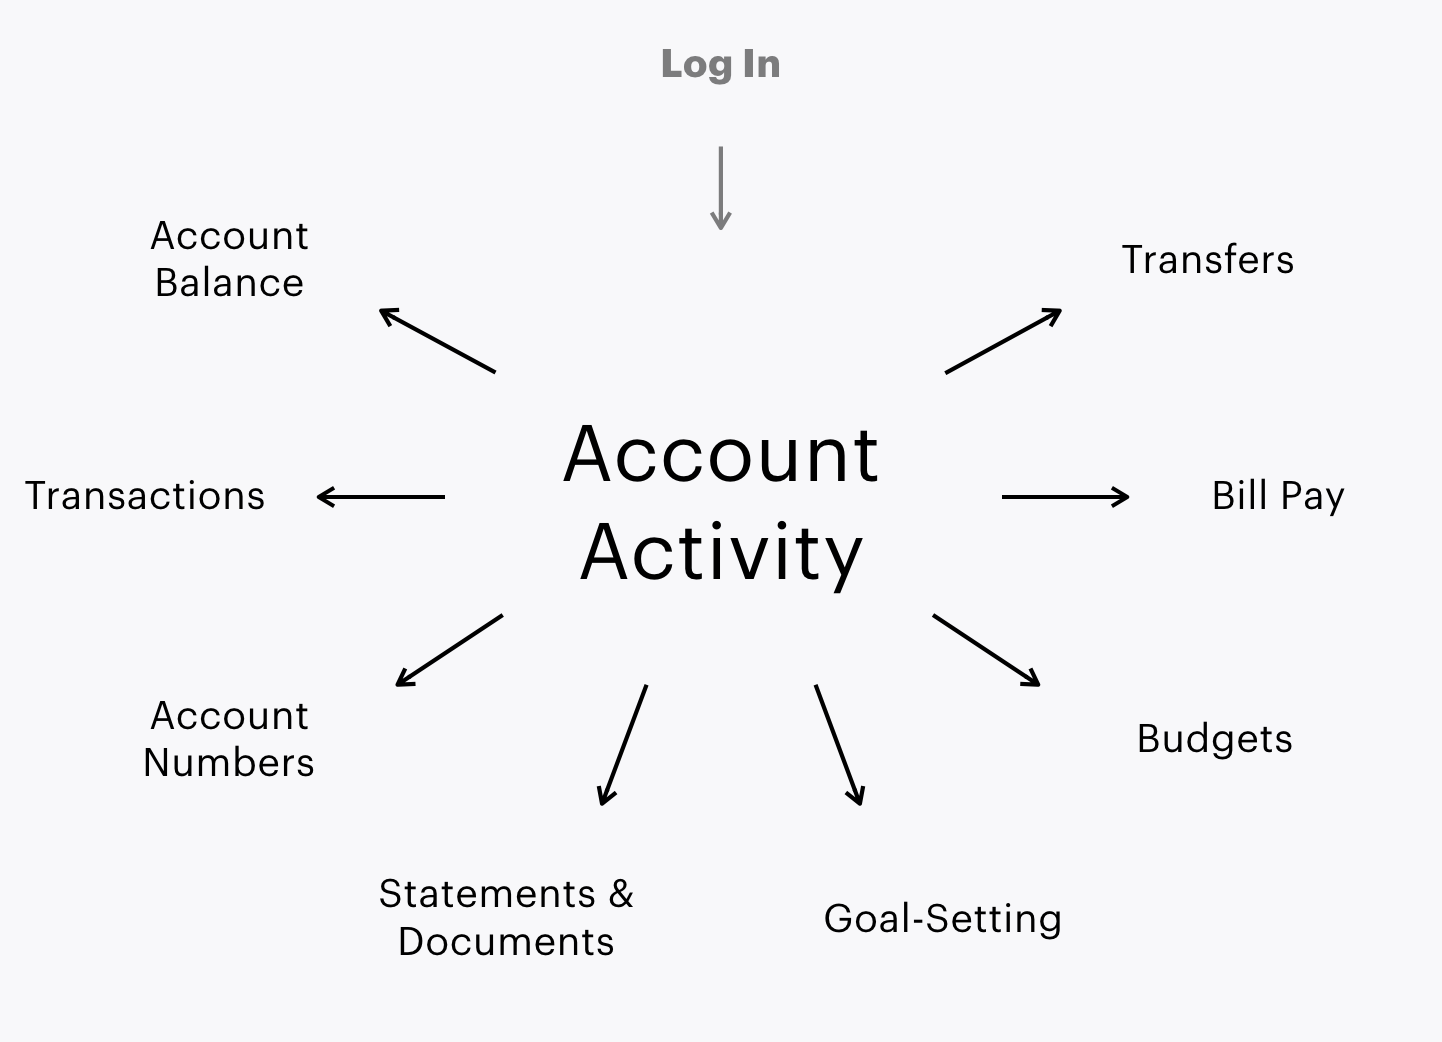 Log In
Account
Balance
Transfers
Account
Activity
Transactions
Bill Pay
Account
Numbers
Budgets
Statements &
Documents
Goal-Setting